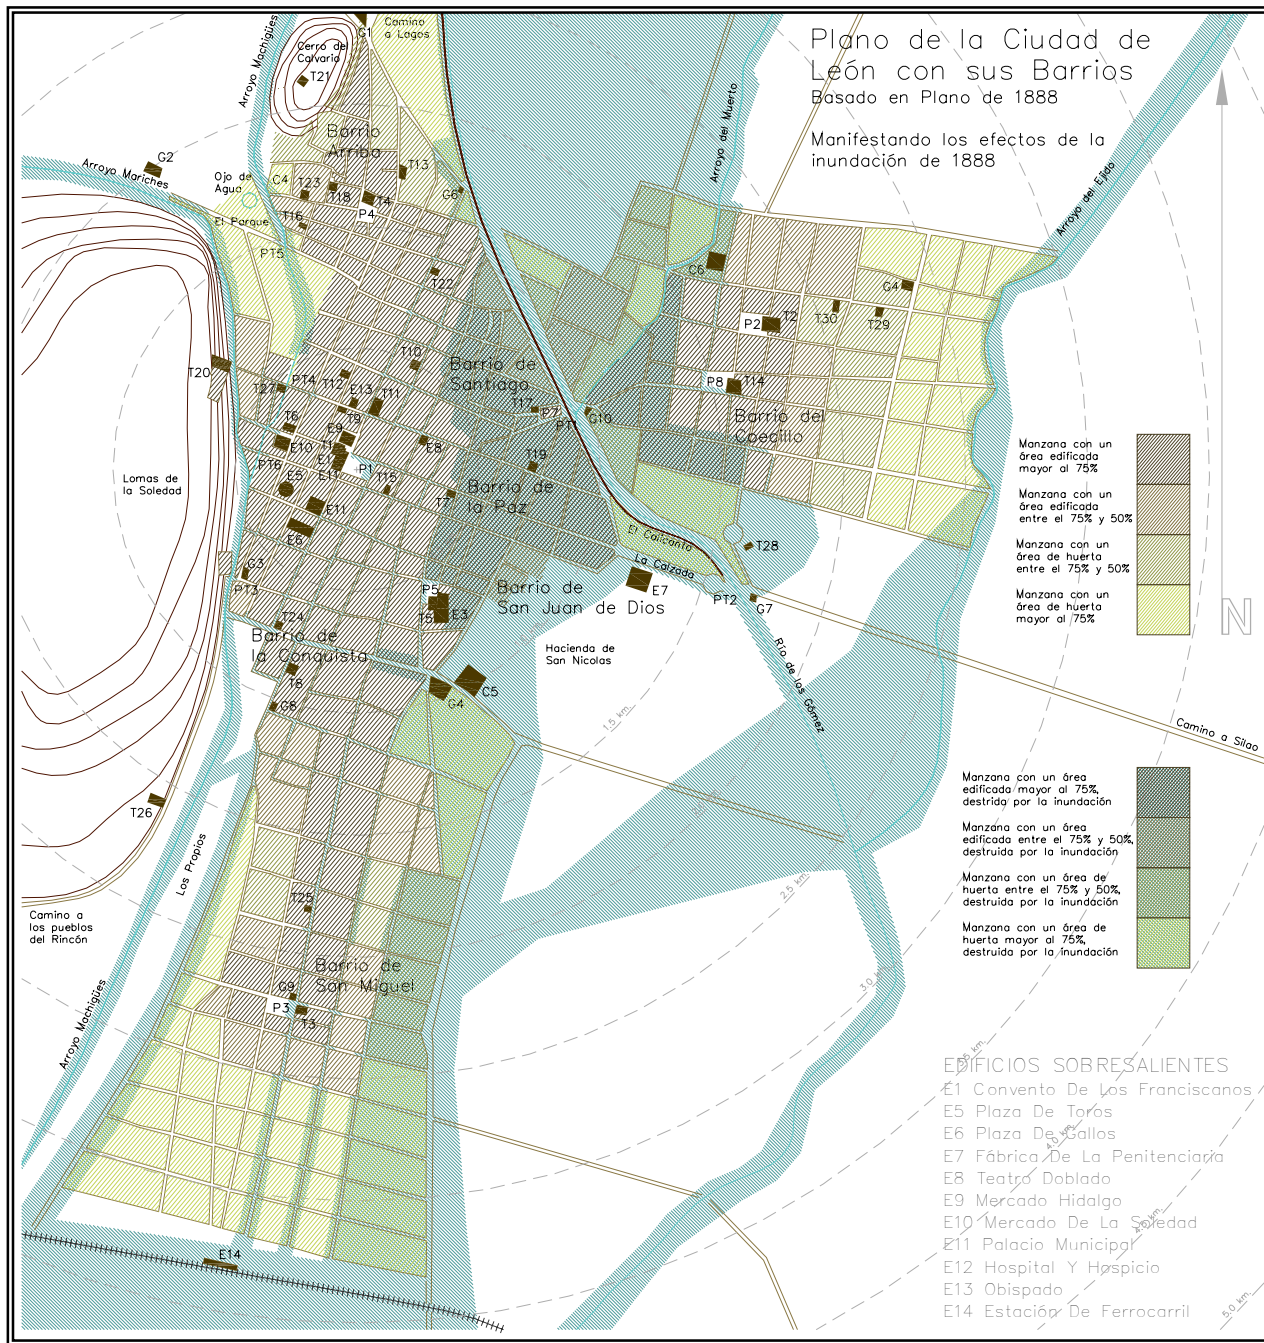 Plano de la Ciudad de
León con sus Barrios
Basado en Plano de 1888
Manifestando los efectos de la
inundación de 1888
Camino
a Lagos
G1
Cerro del
Calvario
T21
Arroyo Machigües
Arroyo del Muerto
Arroyo del Ejido
Barrio
Arriba
G2
Arroyo Mariches
Ojo de
Agua
C4
T23
T18
T4
T13
G6
P4
El Parque
T16
PT5
T22
C6
G4
P2
T2
T30
T29
T20
T10
Barrio de
Santiago
P8
T14
T27
PT4
T12
E13
T11
T17
P7
PT1
G10
Barrio del
Coecillo
T6
T9
E9
E10
T1
E1
E11
P1
E8
PT6
E5
T15
T19
T7
Barrio de
la Paz
Lomas de
la Soledad
E11
E6
El Calicanto
La Calzada
T28
G3
PT3
P5
T5
E3
Barrio de
San Juan de Dios
E7
PT2
G7
T24
Barrio de
la Conquista
Hacienda de
San Nicolas
Río de los Gómez
T8
G8
G4
C5
1.5 km.
Camino a Silao
T26
Los Propios
2.5 km.
T25
Camino a
los pueblos
del Rincón
Barrio de
San Miguel
G9
P3
T3
3.0 km.
Arroyo Machigües
E14
Manzana con un
área edificada
mayor al 75%
Manzana con un
área edificada
entre el 75% y 50%
Manzana con un
área de huerta
entre el 75% y 50%
Manzana con un
área de huerta
mayor al 75%
N
Manzana con un área
edificada mayor al 75%,
destrida por la inundación
Manzana con un área
edificada entre el 75% y 50%,
destruida por la inundación
Manzana con un área de
huerta entre el 75% y 50%,
destruida por la inundación
Manzana con un área de
huerta mayor al 75%,
destruida por la inundación
EDIFICIOS SOBRESALIENTES
E1 Convento De Los Franciscanos
E5 Plaza De Toros
E6 Plaza De Gallos
E7 Fábrica De La Penitenciaria
E8 Teatro Doblado
E9 Mercado Hidalgo
E10 Mercado De La Soledad
E11 Palacio Municipal
E12 Hospital Y Hospicio
E13 Obispado
E14 Estación De Ferrocarril
3.5 km.
4.0 km.
4.5 km.
5.0 km.